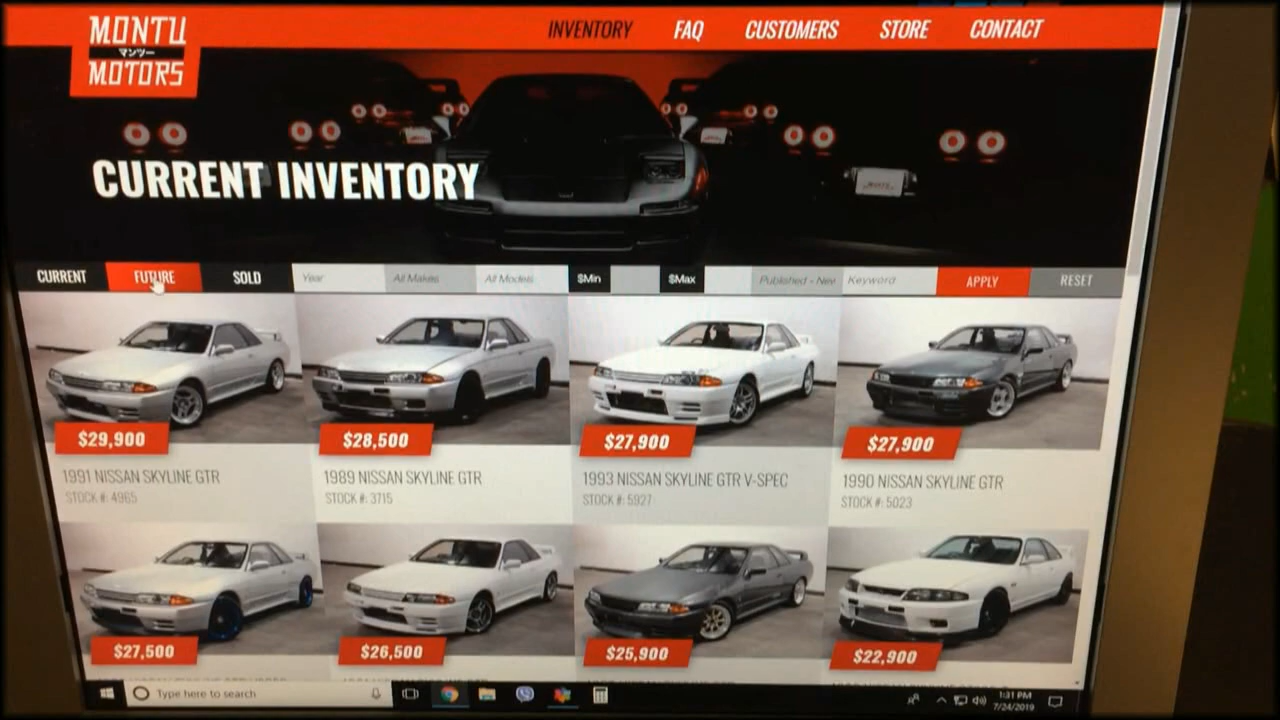 MONTU
マンツー
MOTORS
INVENTORY FAQ CUSTOMERS STORE CONTACT
CURRENT INVENTORY
CURRENT FUTURE SOLD Year All Makes All Models $Min $Max Published - New Keyword APPLY RESET
$29,900 $28,500 $27,900 $27,900
1991 NISSAN SKYLINE GTR 1989 NISSAN SKYLINE GTR 1993 NISSAN SKYLINE GTR V-SPEC 1990 NISSAN SKYLINE GTR
STOCK #: 4965 STOCK #: 3715 STOCK #: 5927 STOCK #: 5023
$27,500 $26,500 $25,900 $22,900
Type here to search
1:31 PM
7/24/2019